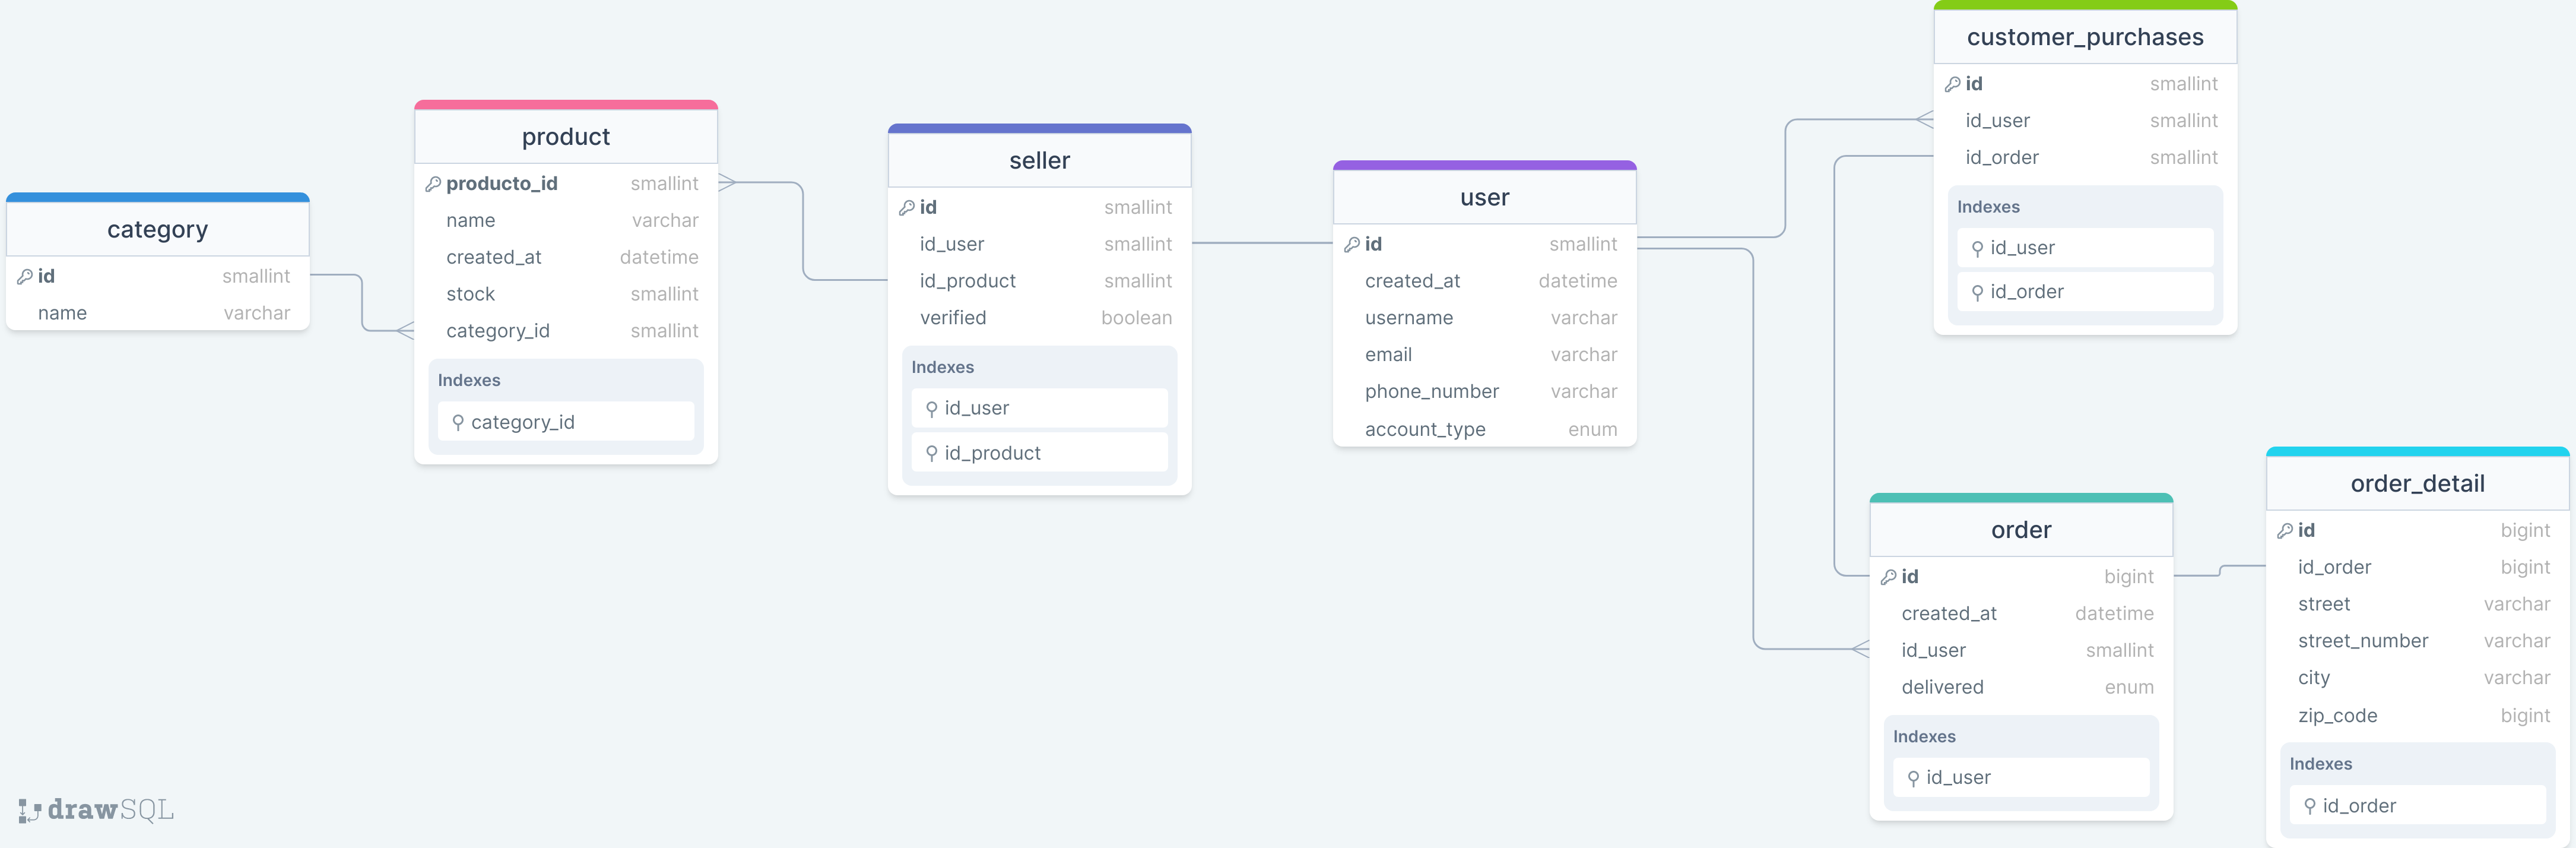 category
id smallint
name varchar
product
producto_id smallint
name varchar
created_at datetime
stock smallint
category_id smallint
Indexes
category_id
seller
id smallint
id_user smallint
id_product smallint
verified boolean
Indexes
id_user
id_product
user
id smallint
created_at datetime
username varchar
email varchar
phone_number varchar
account_type enum
customer_purchases
id smallint
id_user smallint
id_order smallint
Indexes
id_user
id_order
order
id bigint
created_at datetime
id_user smallint
delivered enum
Indexes
id_user
order_detail
id bigint
id_order bigint
street varchar
street_number varchar
city varchar
zip_code bigint
Indexes
id_order
drawSQL